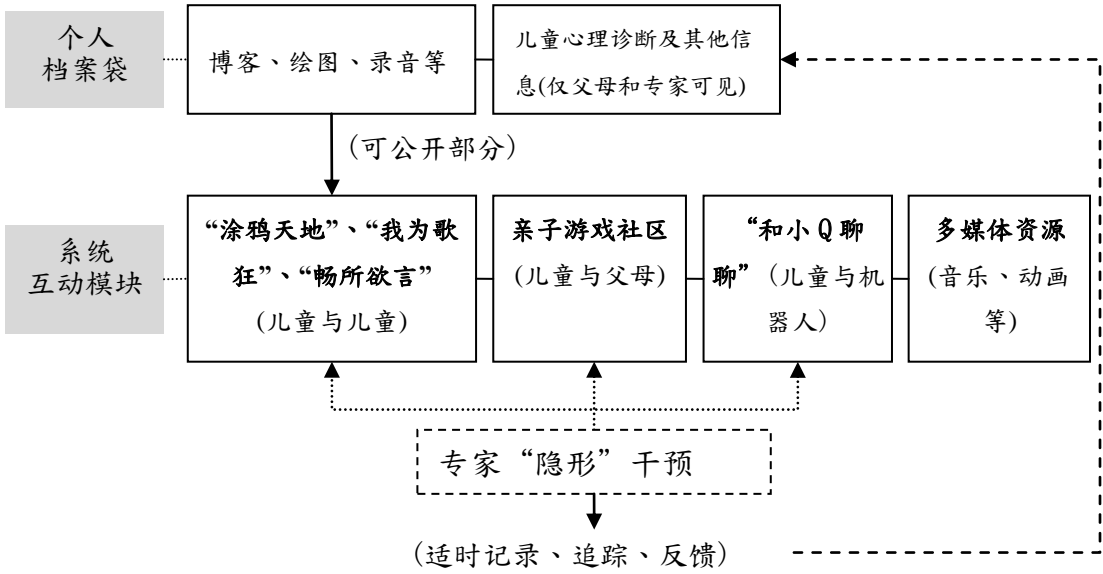 个人
档案袋
博客、绘图、录音等
儿童心理诊断及其他信
息(仅父母和专家可见)
(可公开部分)
系统
互动模块
“涂鸦天地”、“我为歌
狂”、“畅所欲言”
(儿童与儿童)
亲子游戏社区
(儿童与父母)
“和小Q聊
聊”(儿童与机
器人)
多媒体资源
(音乐、动画
等)
专家“隐形”干预
(适时记录、追踪、反馈)